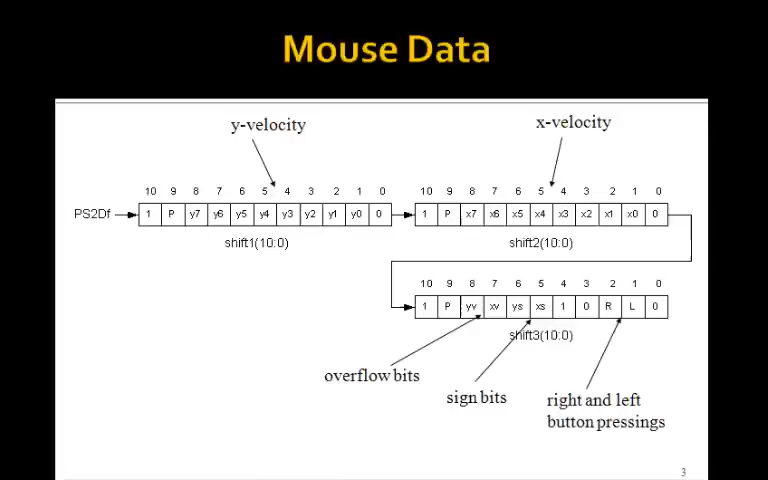 Mouse Data
y-velocity
x-velocity
10 9 8 7 6 5 4 3 2 1 0
10 9 8 7 6 5 4 3 2 1 0
PS2Df
1 P y7 y6 y5 y4 y3 y2 y1 y0 0
1 P x7 x6 x5 x4 x3 x2 x1 x0 0
shift1(10:0)
shift2(10:0)
10 9 8 7 6 5 4 3 2 1 0
1 P yv xv ys xs 1 0 R L 0
shift3(10:0)
overflow bits
sign bits
right and left
button pressings
3